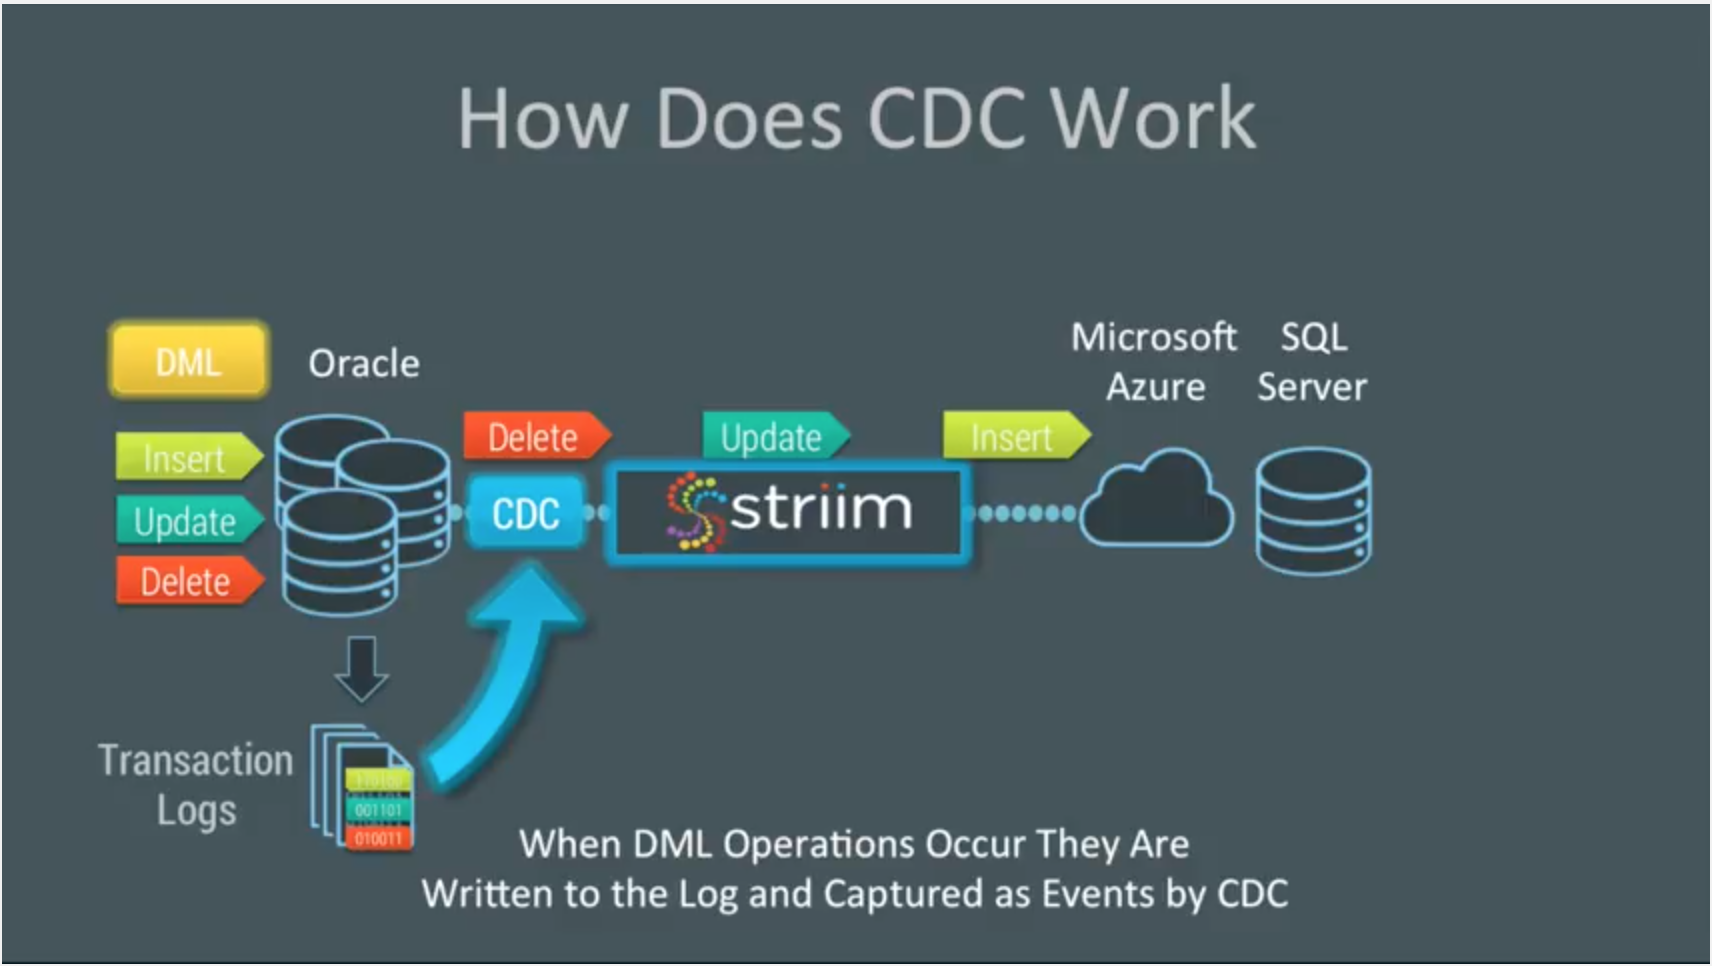 How Does CDC Work
DML
Oracle
Microsoft
Azure
SQL
Server
Insert
Update
Delete
Delete
Update
Insert
CDC
striim
Transaction
Logs
001101
010011
When DML Operations Occur They Are
Written to the Log and Captured as Events by CDC